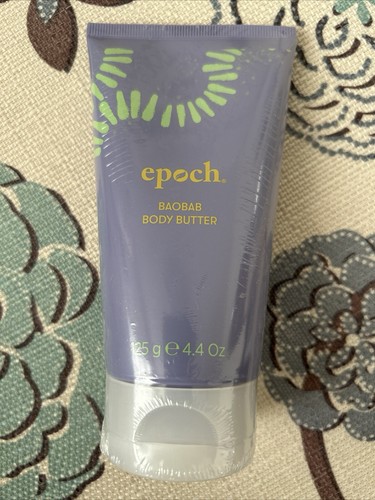 epoch®
BAOBAB
BODY BUTTER
125 g ℮ 4.4 Oz